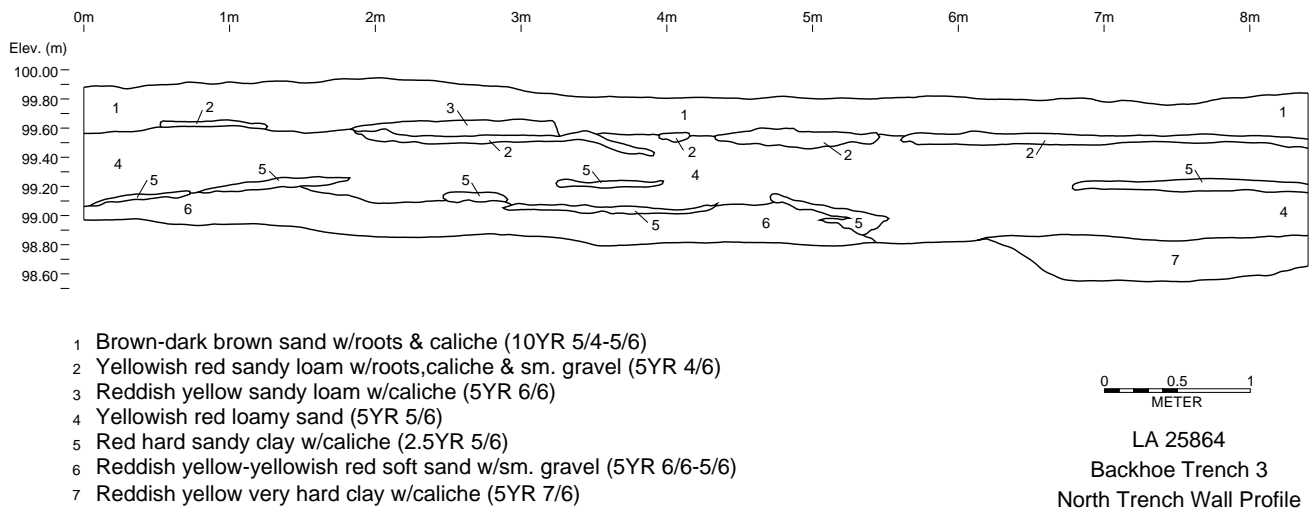 0m 1m 2m 3m 4m 5m 6m 7m 8m
Elev. (m)
100.00
99.80
99.60
99.40
99.20
99.00
98.80
98.60
1 2 3 1 1
2 2 2 2
4 5 5 5 5 4 5
6 5 6 5 4
7
1 Brown-dark brown sand w/roots & caliche (10YR 5/4-5/6)
2 Yellowish red sandy loam w/roots,caliche & sm. gravel (5YR 4/6)
3 Reddish yellow sandy loam w/caliche (5YR 6/6)
4 Yellowish red loamy sand (5YR 5/6)
5 Red hard sandy clay w/caliche (2.5YR 5/6)
6 Reddish yellow-yellowish red soft sand w/sm. gravel (5YR 6/6-5/6)
7 Reddish yellow very hard clay w/caliche (5YR 7/6)
0 0.5 1
METER
LA 25864
Backhoe Trench 3
North Trench Wall Profile